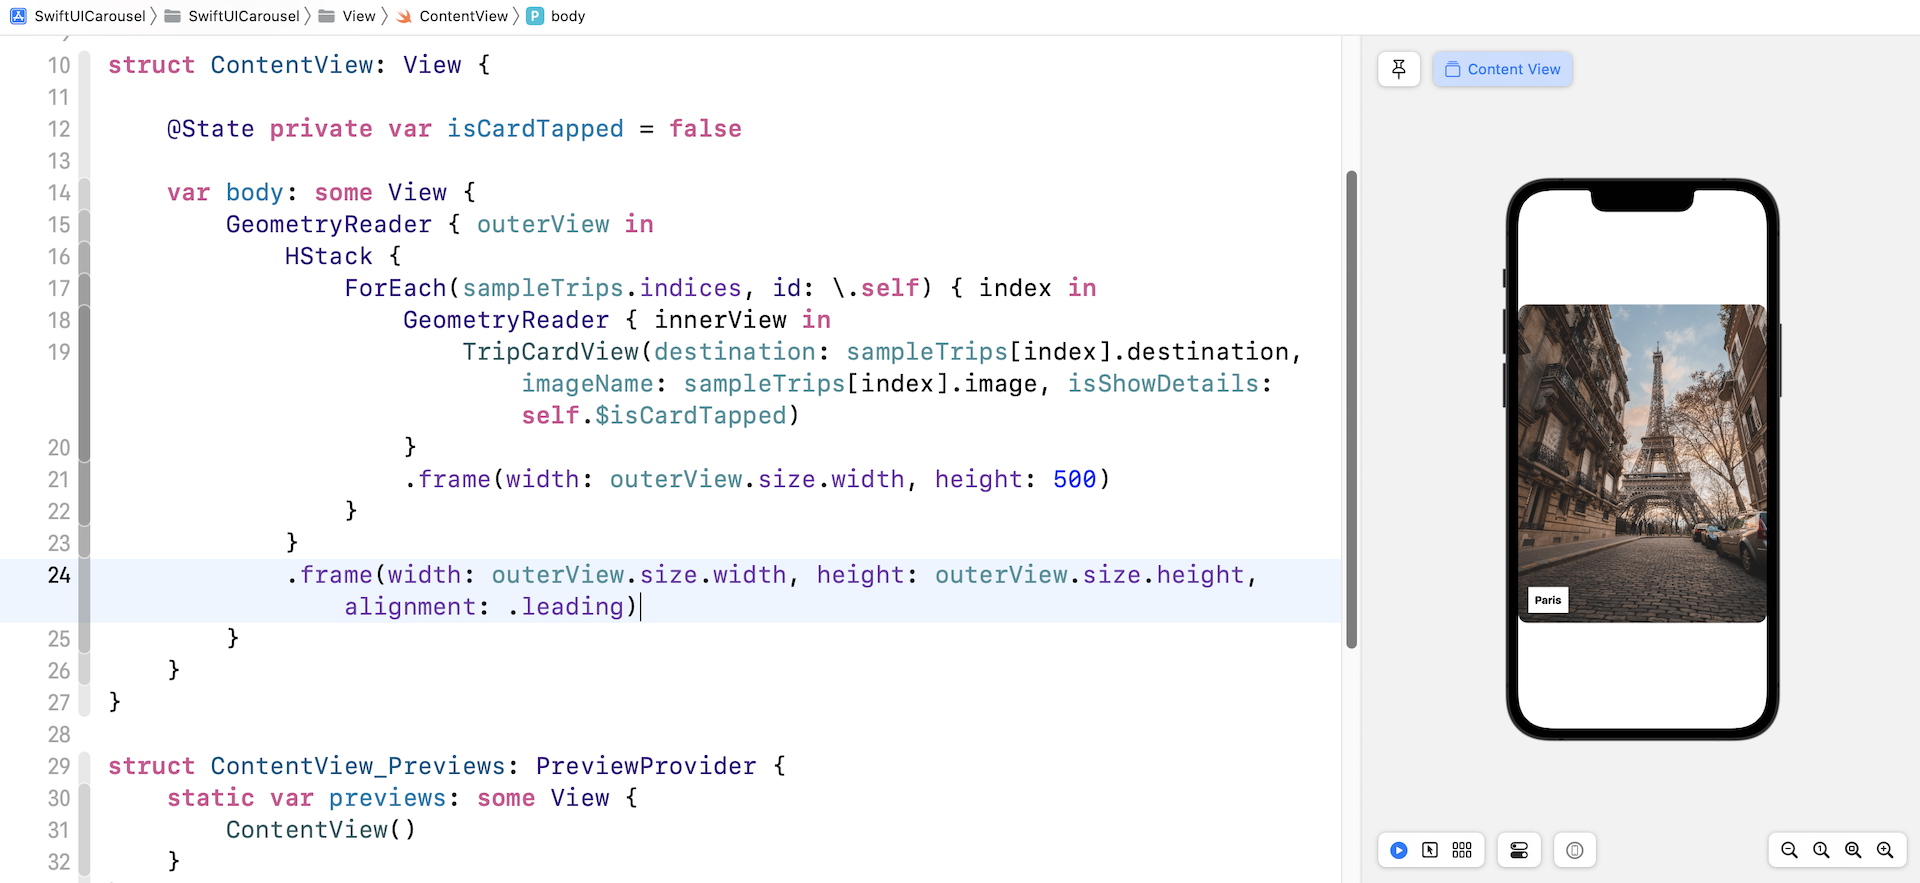 SwiftUICarousel SwiftUICarousel View ContentView P body
10 struct ContentView: View {
11
12 @State private var isCardTapped = false
13
14 var body: some View {
15 GeometryReader { outerView in
16 HStack {
17 ForEach(sampleTrips.indices, id: \.self) { index in
18 GeometryReader { innerView in
19 TripCardView(destination: sampleTrips[index].destination,
imageName: sampleTrips[index].image, isShowDetails:
self.$isCardTapped)
20 }
21 .frame(width: outerView.size.width, height: 500)
22 }
23 }
24 .frame(width: outerView.size.width, height: outerView.size.height,
alignment: .leading)
25 }
26 }
27 }
28
29 struct ContentView_Previews: PreviewProvider {
30 static var previews: some View {
31 ContentView()
32 }
Content View
Paris